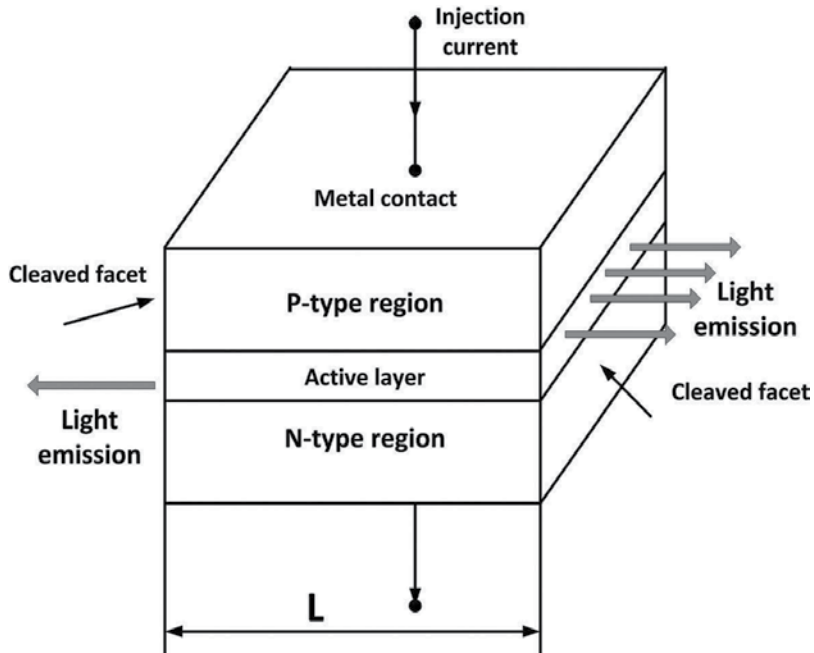 Injection
current
Metal contact
Cleaved facet
P-type region
Light
emission
Active layer
Cleaved facet
Light
emission
N-type region
L